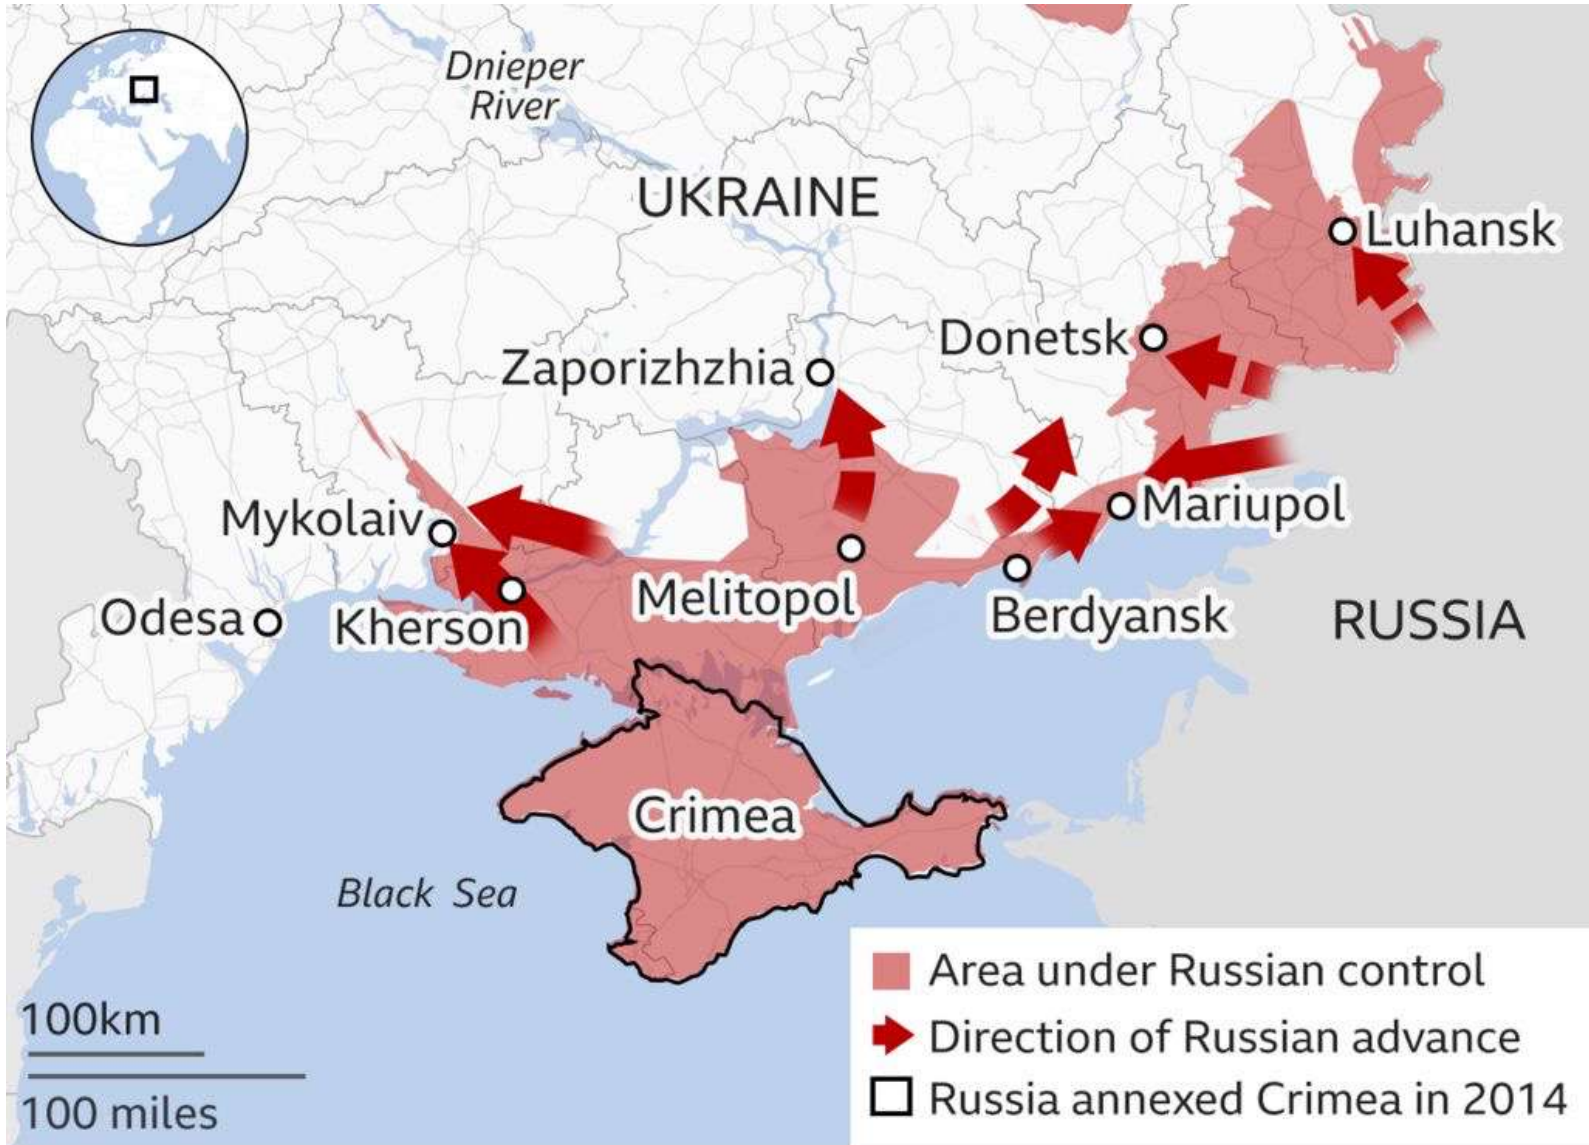 Dnieper
River
UKRAINE
Luhansk
Donetsk
Zaporizhzhia
Mykolaiv
Mariupol
Odesa
Kherson
Melitopol
Berdyansk
RUSSIA
Crimea
Black Sea
100km
100 miles
Area under Russian control
Direction of Russian advance
Russia annexed Crimea in 2014